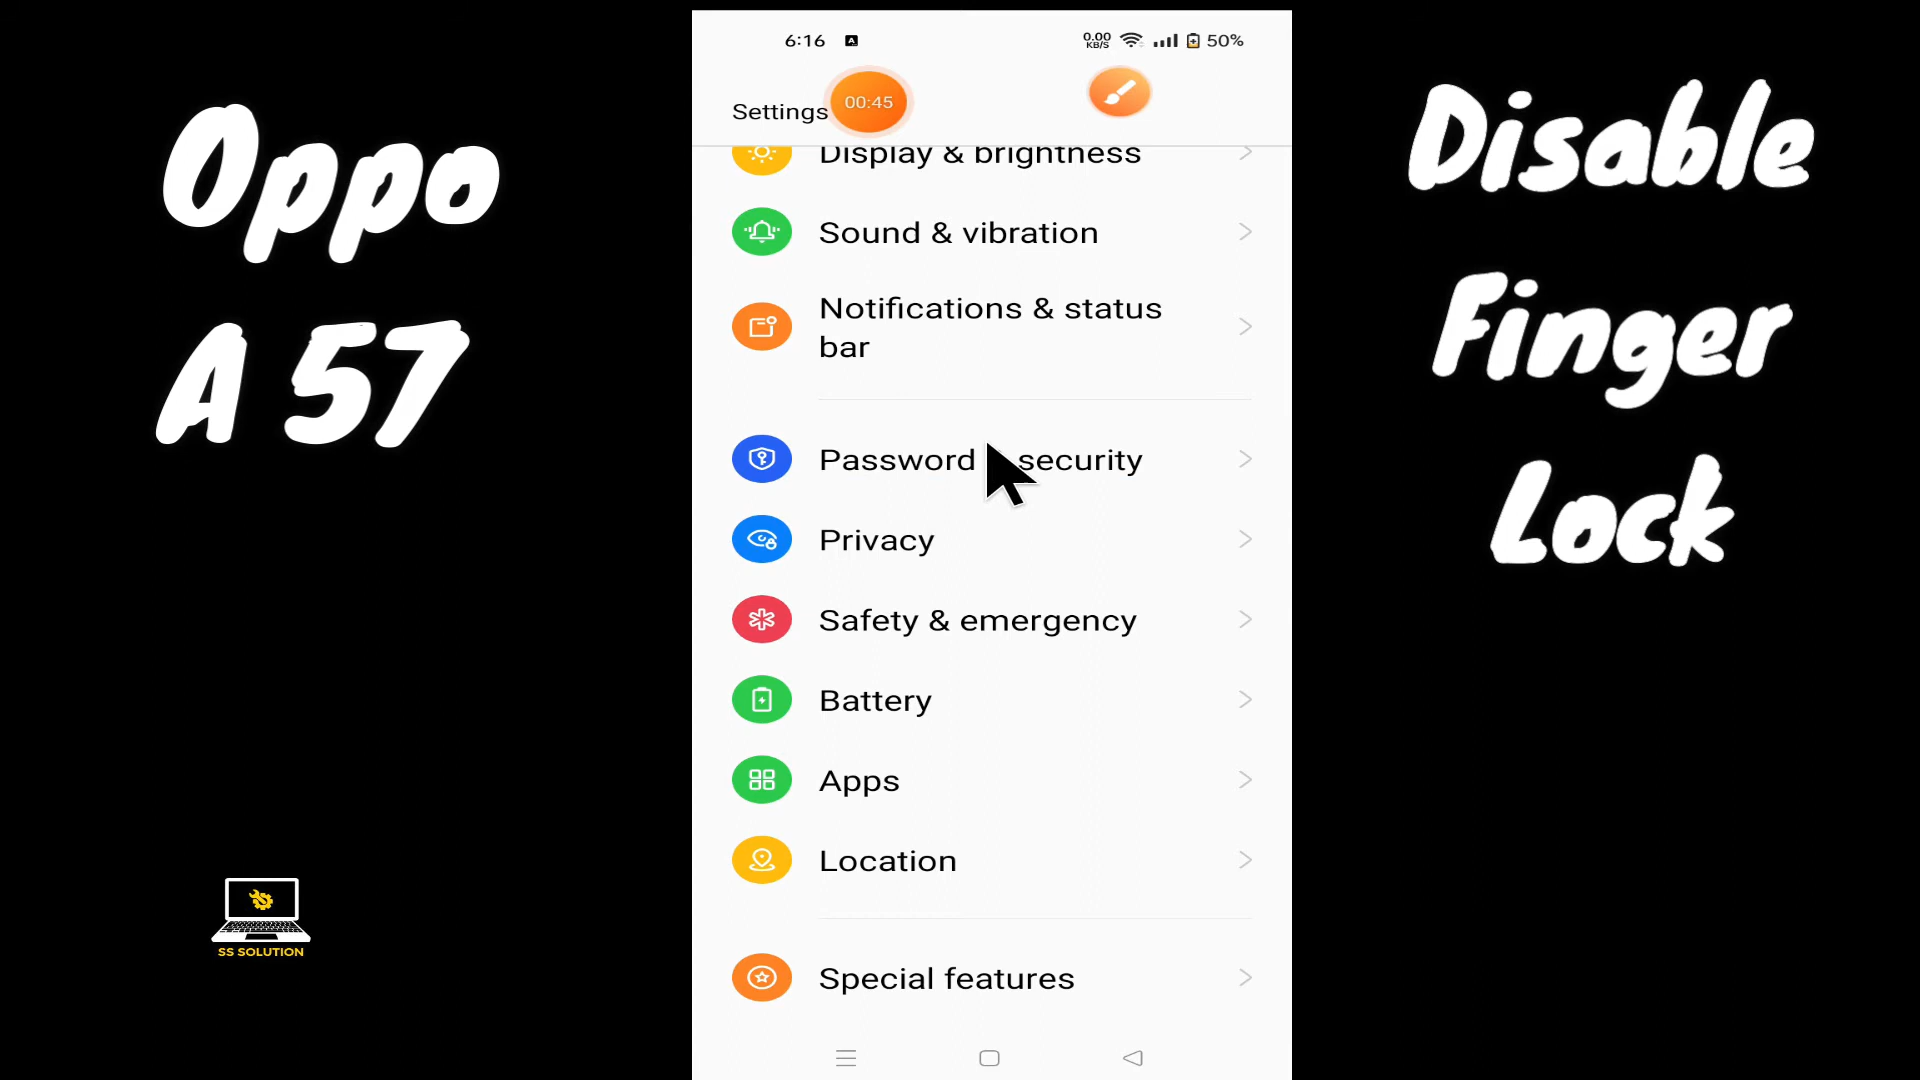 Oppo
A 57
SS SOLUTION
6:16 A 0.00 KB/S 50%
Settings 00:45
Display & brightness
Sound & vibration
Notifications & status
bar
Password security
Privacy
Safety & emergency
Battery
Apps
Location
Special features
Disable
Finger
Lock